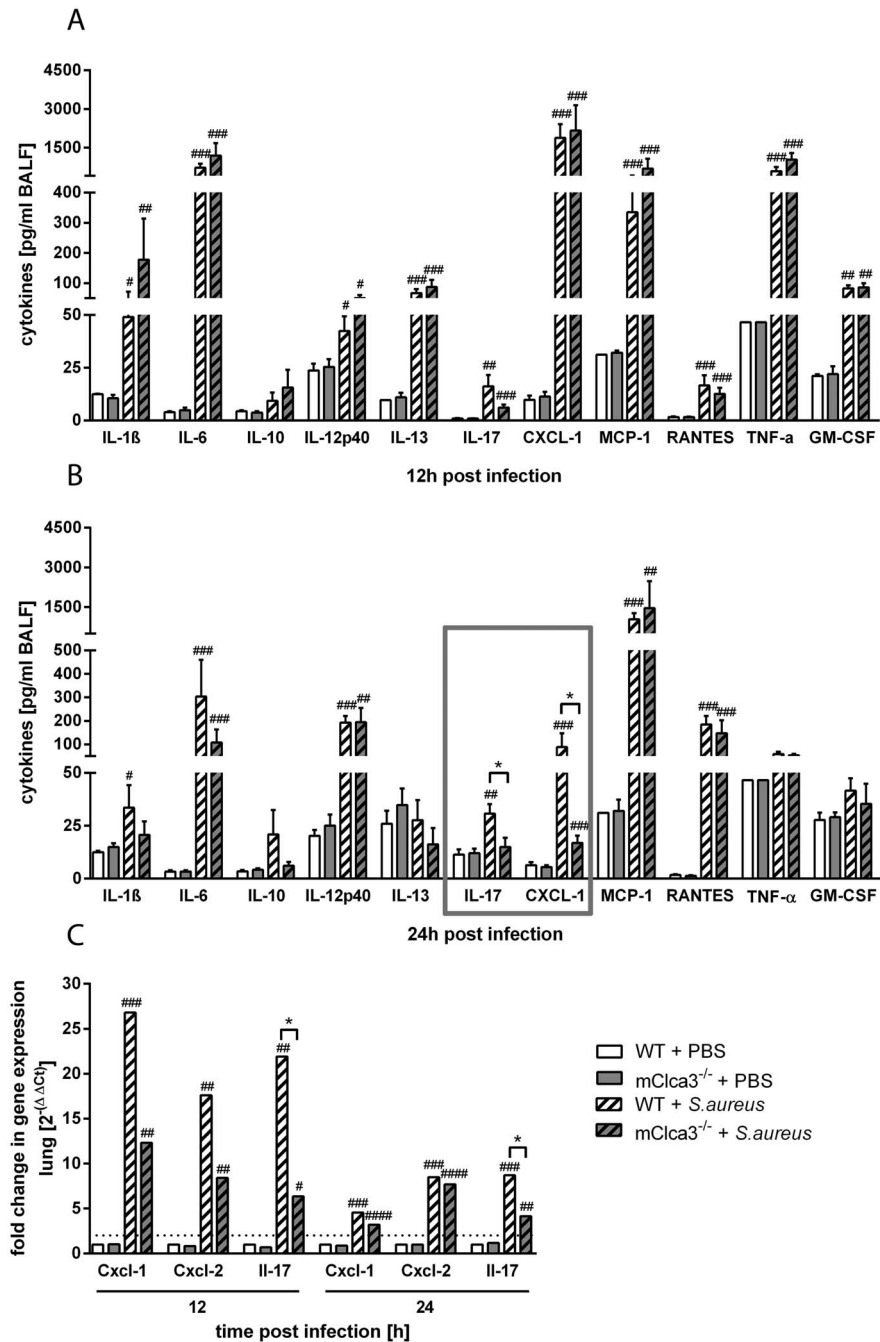 A
cytokines [pg/ml BALF]
4500
3000
1500
400
300
200
100
50
25
0
# ## ### ### # # ### ### ## ### ### ### ### ### ### ### ### ### ## ##
IL-1ß IL-6 IL-10 IL-12p40 IL-13 IL-17 CXCL-1 MCP-1 RANTES TNF-a GM-CSF
12h post infection
B
cytokines [pg/ml BALF]
4500
3000
1500
500
400
300
200
100
50
25
0
# ### ### ### ## ## * ### * ### ### ## ### ###
IL-1ß IL-6 IL-10 IL-12p40 IL-13 IL-17 CXCL-1 MCP-1 RANTES TNF-α GM-CSF
24h post infection
C
fold change in gene expression
lung [2-(Δ ΔCt)]
30
25
20
15
10
5
0
### ## ## ## ## * # ### #### ### #### ### * ##
Cxcl-1 Cxcl-2 Il-17 Cxcl-1 Cxcl-2 Il-17
12 24
time post infection [h]
WT + PBS
mClca3-/- + PBS
WT + S.aureus
mClca3-/- + S.aureus